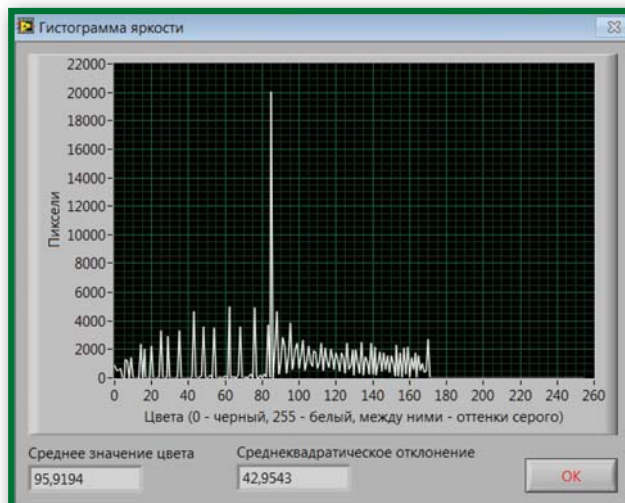 Гистограмма яркости
22000
20000
18000
16000
14000
12000
10000
8000
6000
4000
2000
0
Пиксели
0 20 40 60 80 100 120 140 160 180 200 220 240 260
Цвета (0 - черный, 255 - белый, между ними - оттенки серого)
Среднее значение цвета
Среднеквадратическое отклонение
95,9194
42,9543
OK